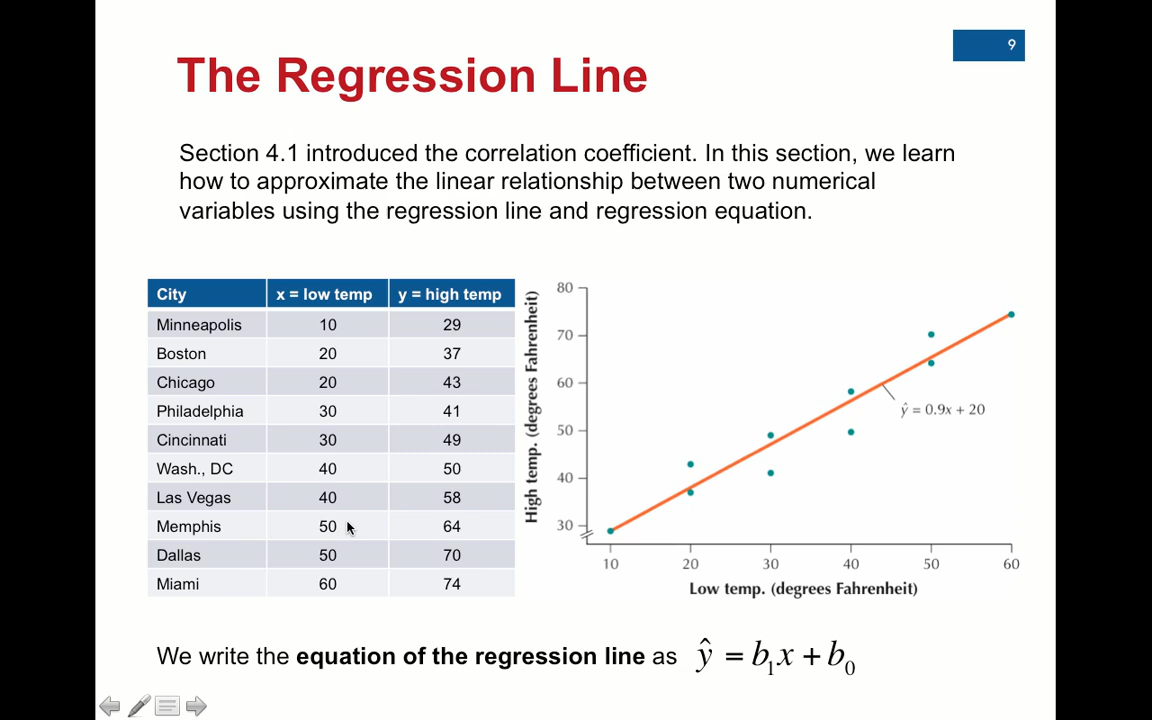 9
The Regression Line
Section 4.1 introduced the correlation coefficient. In this section, we learn
how to approximate the linear relationship between two numerical
variables using the regression line and regression equation.
City x = low temp y = high temp
Minneapolis 10 29
Boston 20 37
Chicago 20 43
Philadelphia 30 41
Cincinnati 30 49
Wash., DC 40 50
Las Vegas 40 58
Memphis 50 64
Dallas 50 70
Miami 60 74
High temp. (degrees Fahrenheit)
80
70
60
50
40
30
ŷ = 0.9x + 20
10 20 30 40 50 60
Low temp. (degrees Fahrenheit)
We write the equation of the regression line as ŷ = b₁x + b₀